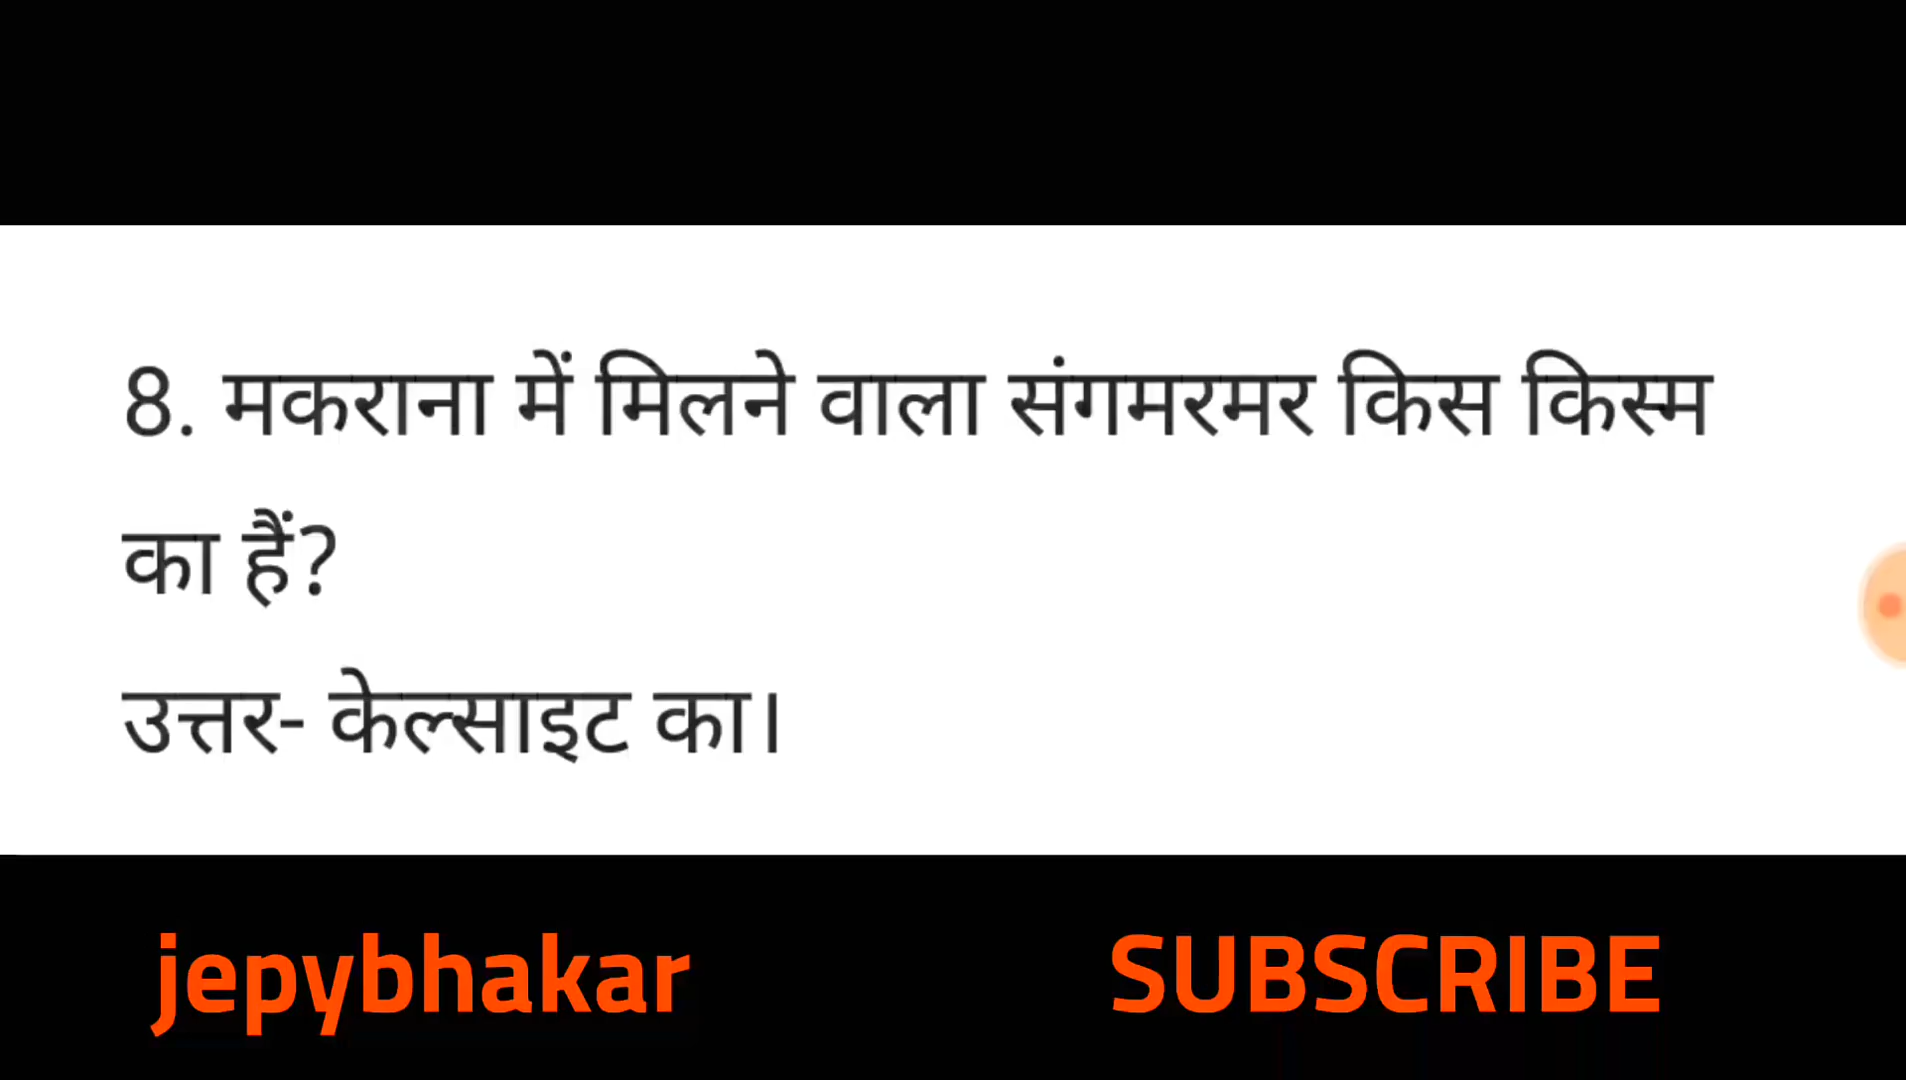 8. मकराना में मिलने वाला संगमरमर किस किस्म
का हैं?
उत्तर- केल्साइट का।
jepybhakar
SUBSCRIBE